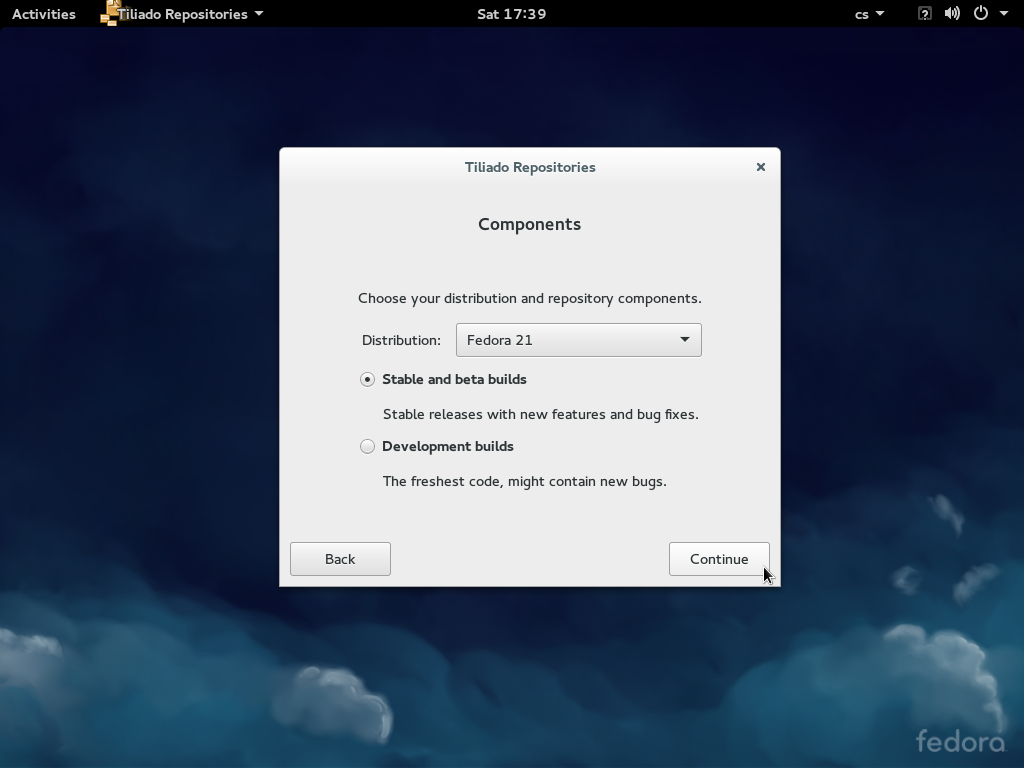 Activities
Tiliado Repositories
Sat 17:39
cs
Tiliado Repositories
Components
Choose your distribution and repository components.
Distribution:
Fedora 21
Stable and beta builds
Stable releases with new features and bug fixes.
Development builds
The freshest code, might contain new bugs.
Back
Continue
fedora